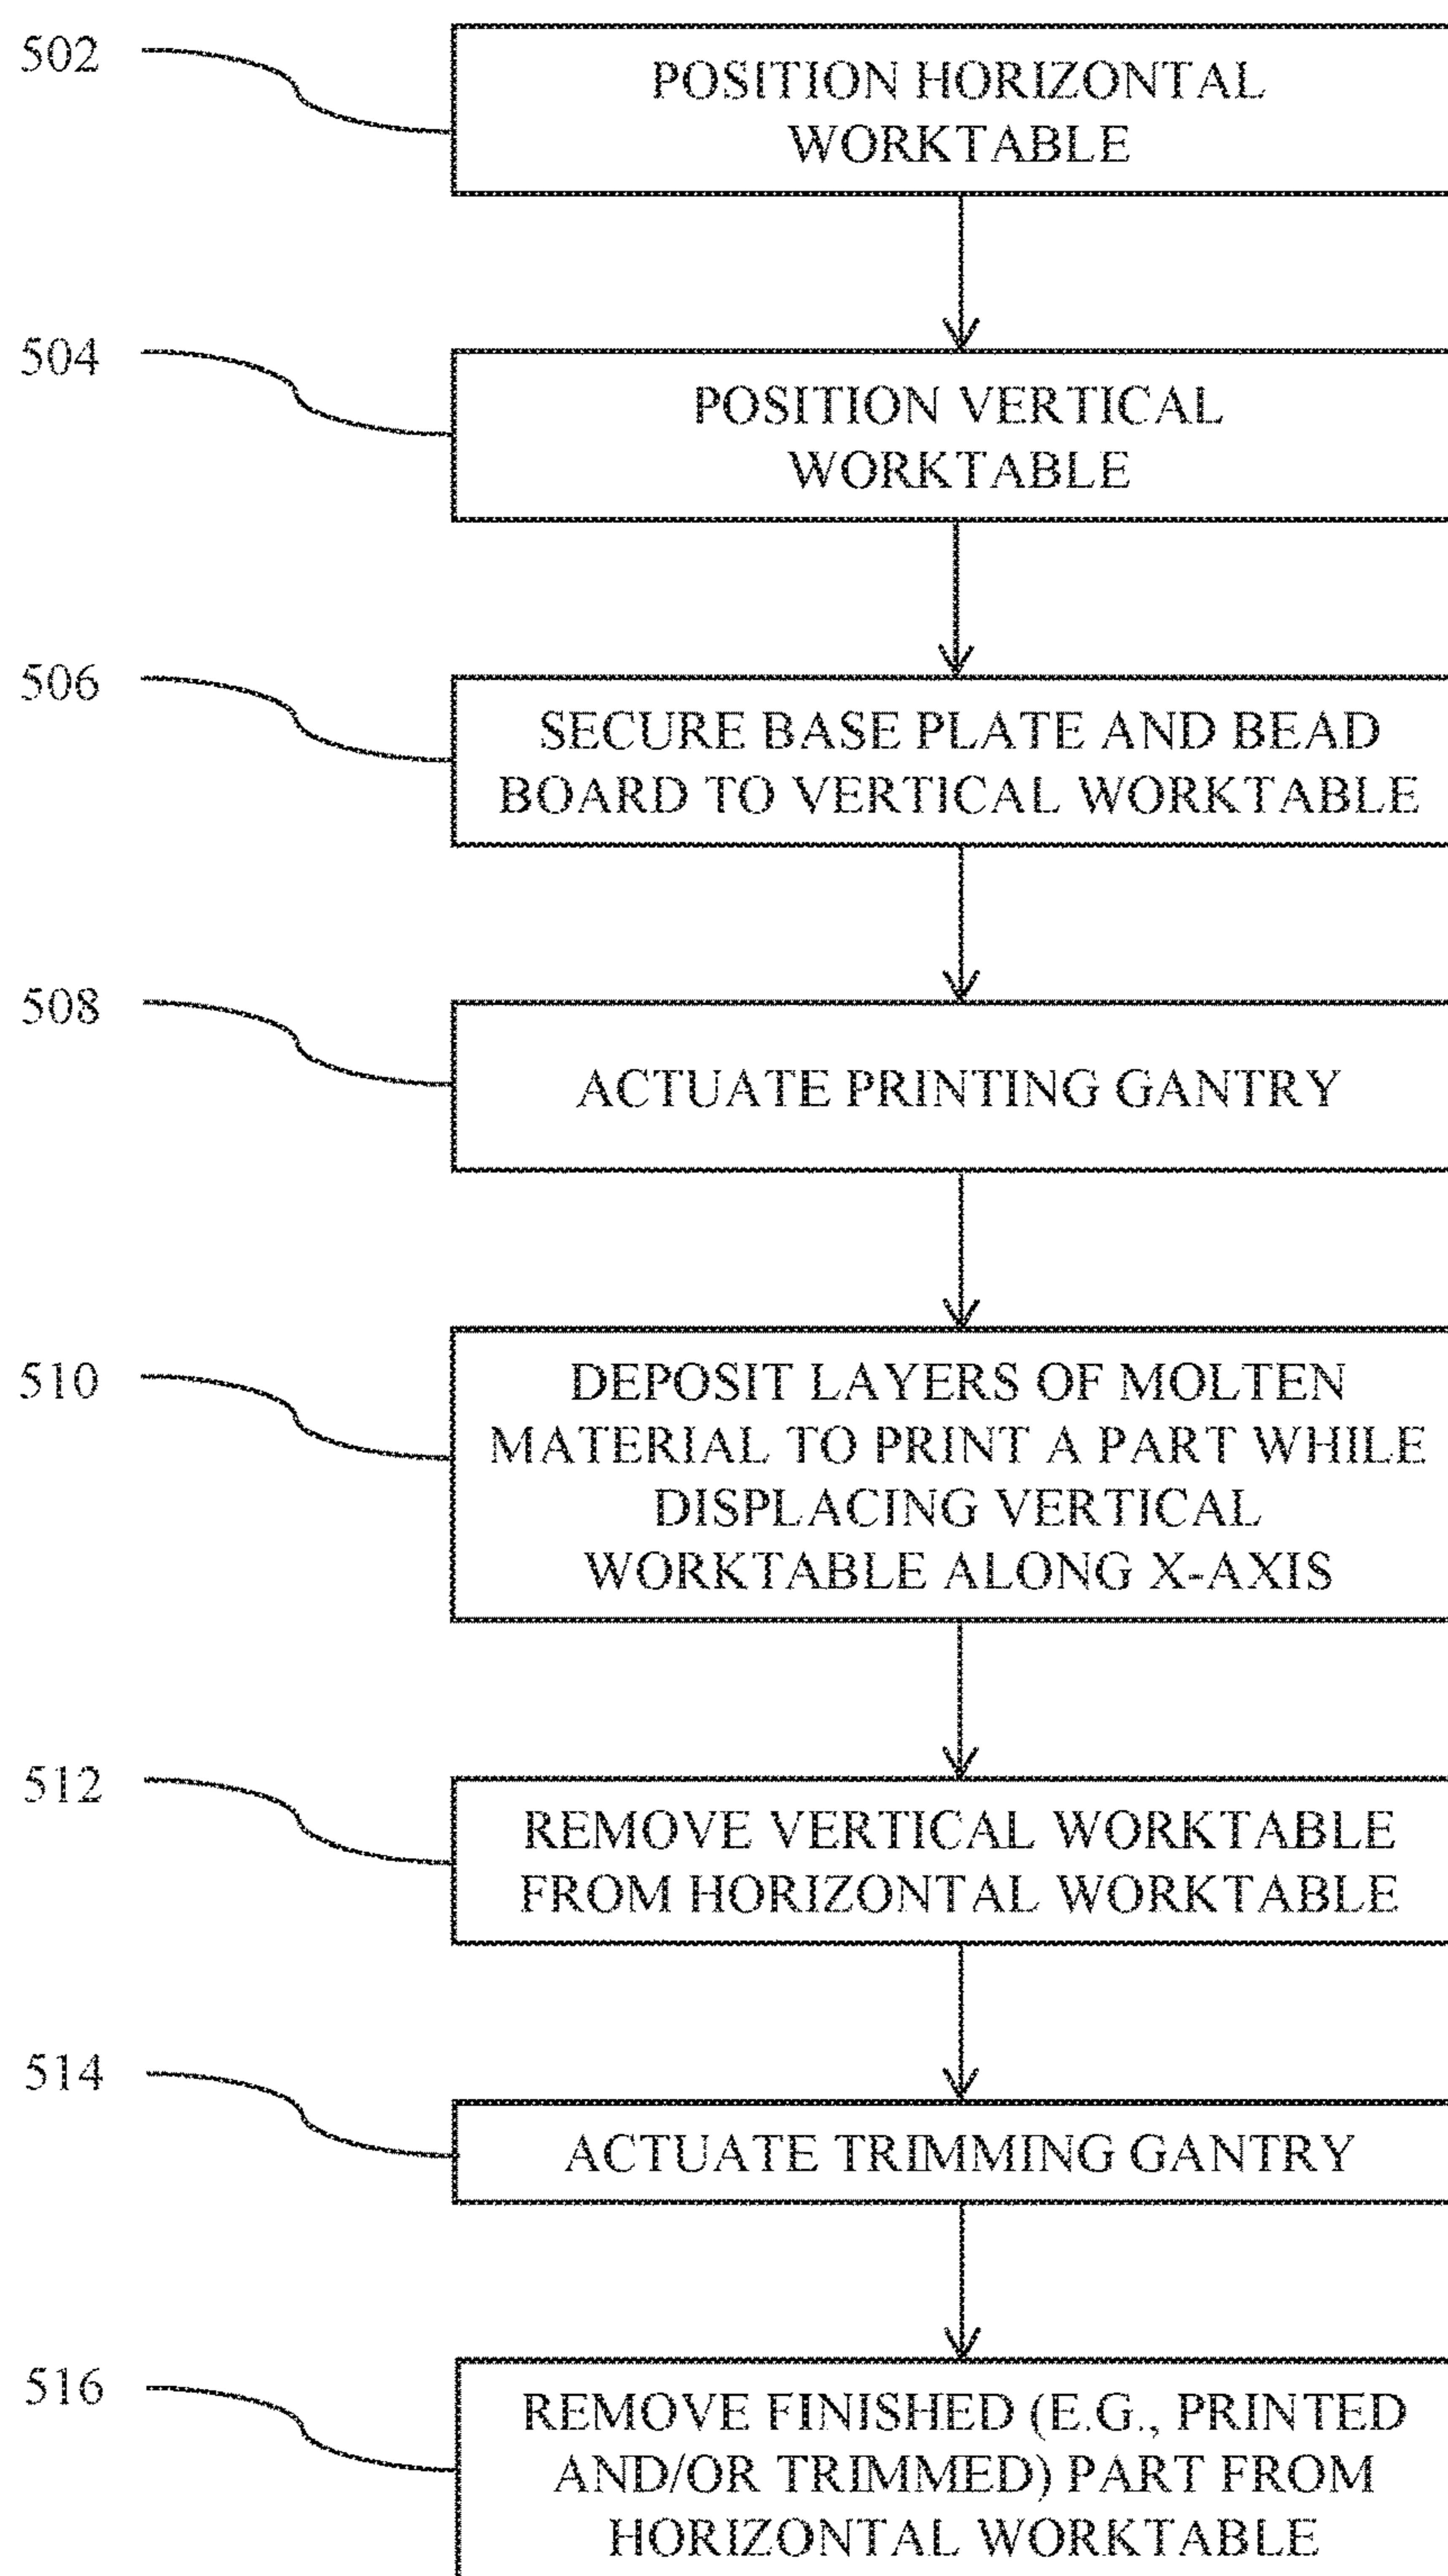 502
POSITION HORIZONTAL
WORKTABLE
504
POSITION VERTICAL
WORKTABLE
506
SECURE BASE PLATE AND BEAD
BOARD TO VERTICAL WORKTABLE
508
ACTUATE PRINTING GANTRY
510
DEPOSIT LAYERS OF MOLTEN
MATERIAL TO PRINT A PART WHILE
DISPLACING VERTICAL
WORKTABLE ALONG X-AXIS
512
REMOVE VERTICAL WORKTABLE
FROM HORIZONTAL WORKTABLE
514
ACTUATE TRIMMING GANTRY
516
REMOVE FINISHED (E.G., PRINTED
AND/OR TRIMMED) PART FROM
HORIZONTAL WORKTABLE